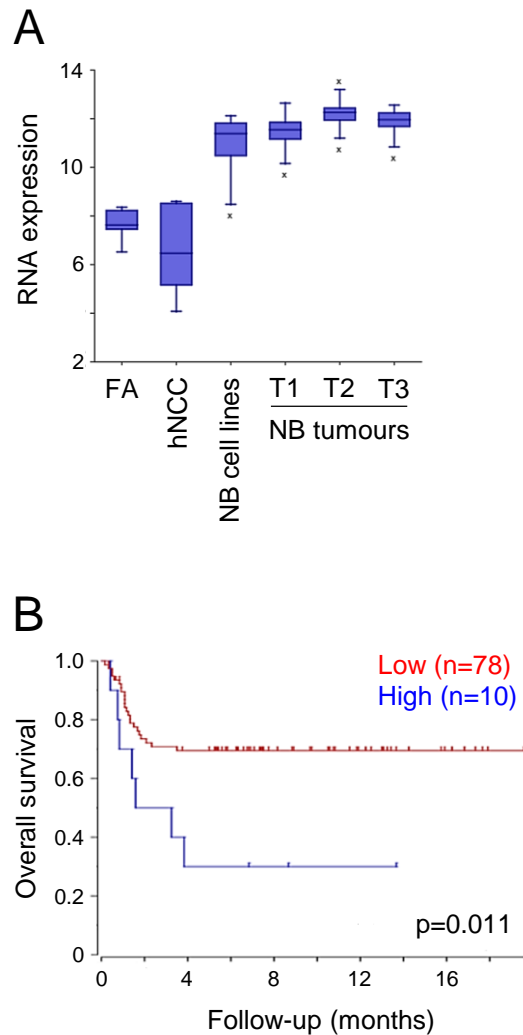 A
RNA expression
14
10
6
2
FA
hNCC
NB cell lines
T1 T2 T3
NB tumours
B
Overall survival
1.0
0.8
0.6
0.4
0.2
0
Low (n=78)
High (n=10)
p=0.011
0 4 8 12 16
Follow-up (months)